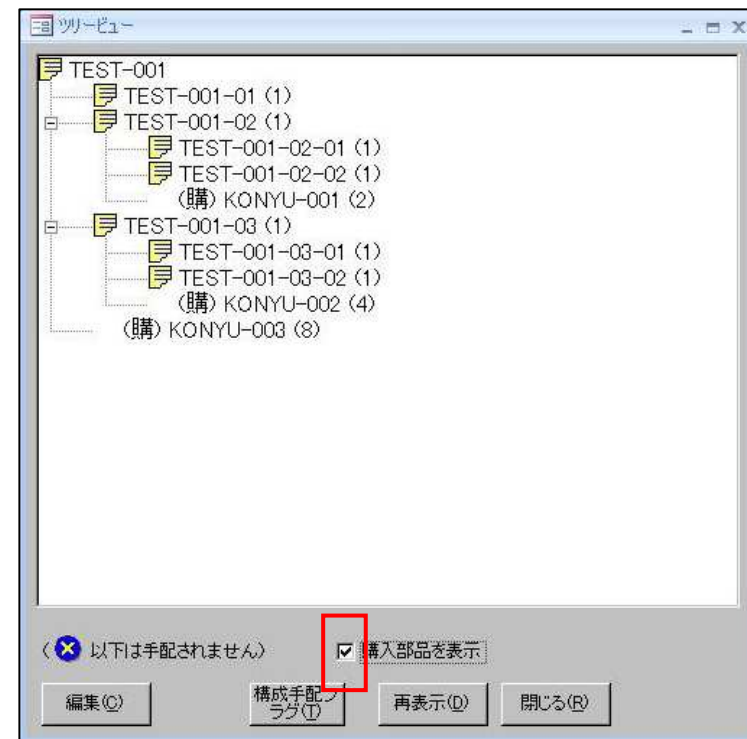 ツリービュー
TEST-001
TEST-001-01 (1)
TEST-001-02 (1)
TEST-001-02-01 (1)
TEST-001-02-02 (1)
(購) KONYU-001 (2)
TEST-001-03 (1)
TEST-001-03-01 (1)
TEST-001-03-02 (1)
(購) KONYU-002 (4)
(購) KONYU-003 (8)
( 以下は手配されません)
購入部品を表示
編集(C)
構成手配フ
ラグ(T)
再表示(D)
閉じる(R)